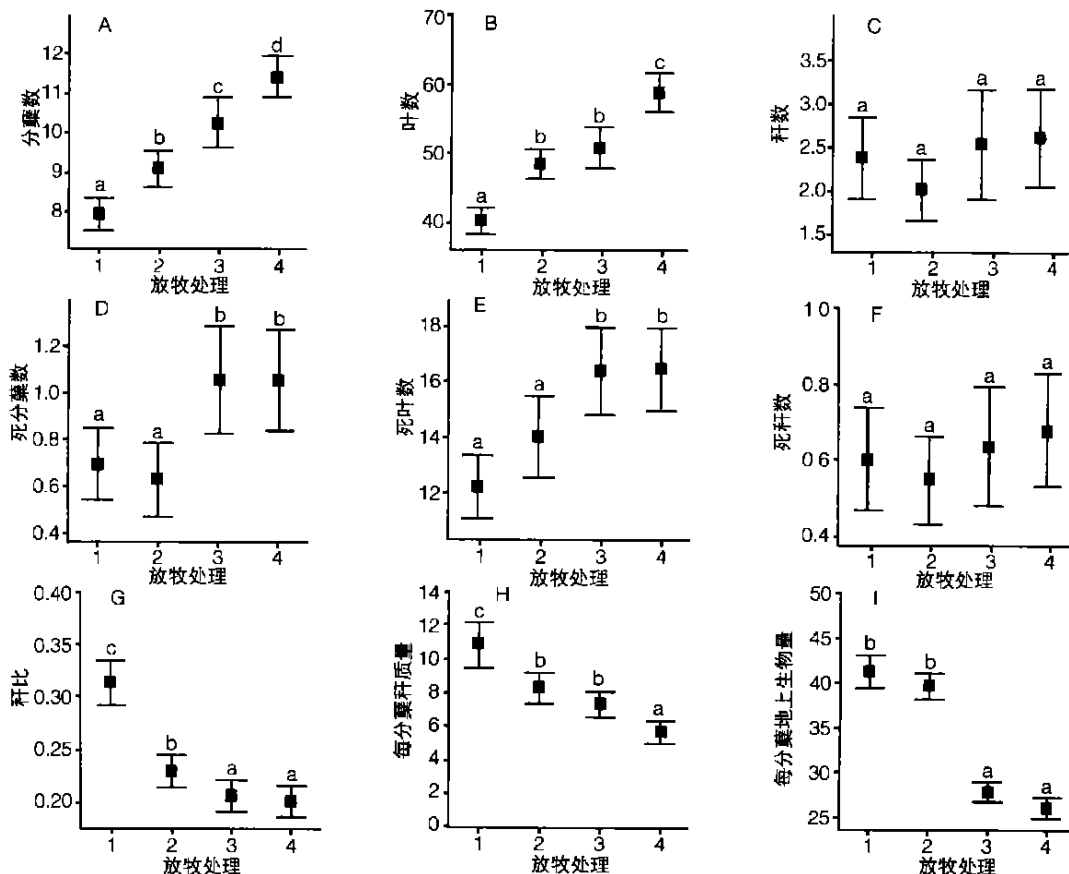 A
分蘖数
12
11
10
9
8
a
b
c
d
1 2 3 4
放牧处理
B
叶数
70
60
50
40
a
b
b
c
1 2 3 4
放牧处理
C
秆数
4.0
3.5
3.0
2.5
2.0
1.5
a
a
a
a
1 2 3 4
放牧处理
D
死分蘖数
1.2
1.0
0.8
0.6
0.4
a
a
b
b
1 2 3 4
放牧处理
E
死叶数
18
16
14
12
a
a
b
b
1 2 3 4
放牧处理
F
死秆数
1 0
0.8
0.6
0.4
a
a
a
a
1 2 3 4
放牧处理
G
秆比
0.40
0.35
0.30
0.25
0.20
c
b
a
a
1 2 3 4
放牧处理
H
每分蘖秆质量
14
12
10
8
6
4
2
0
c
b
b
a
1 2 3 4
放牧处理
I
每分蘖地上生物量
50
45
40
35
30
25
b
b
a
a
1 2 3 4
放牧处理